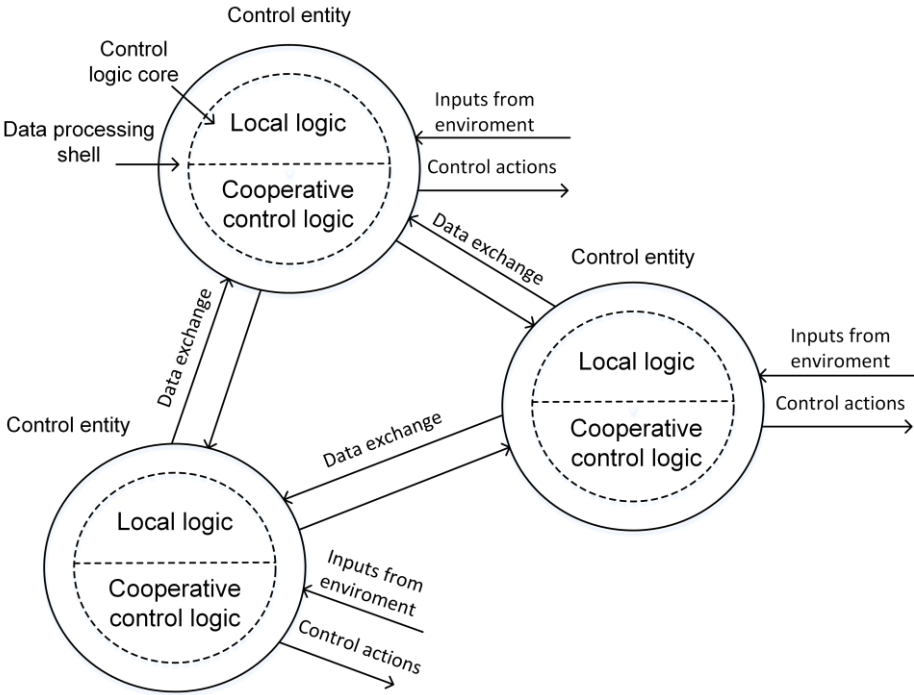 Control entity
Control
logic core
Data processing
shell
Local logic
Cooperative
control logic
Inputs from
enviroment
Control actions
Data exchange
Control entity
Local logic
Cooperative
control logic
Inputs from
enviroment
Control actions
Data exchange
Data exchange
Control entity
Local logic
Cooperative
control logic
Inputs from
enviroment
Control actions